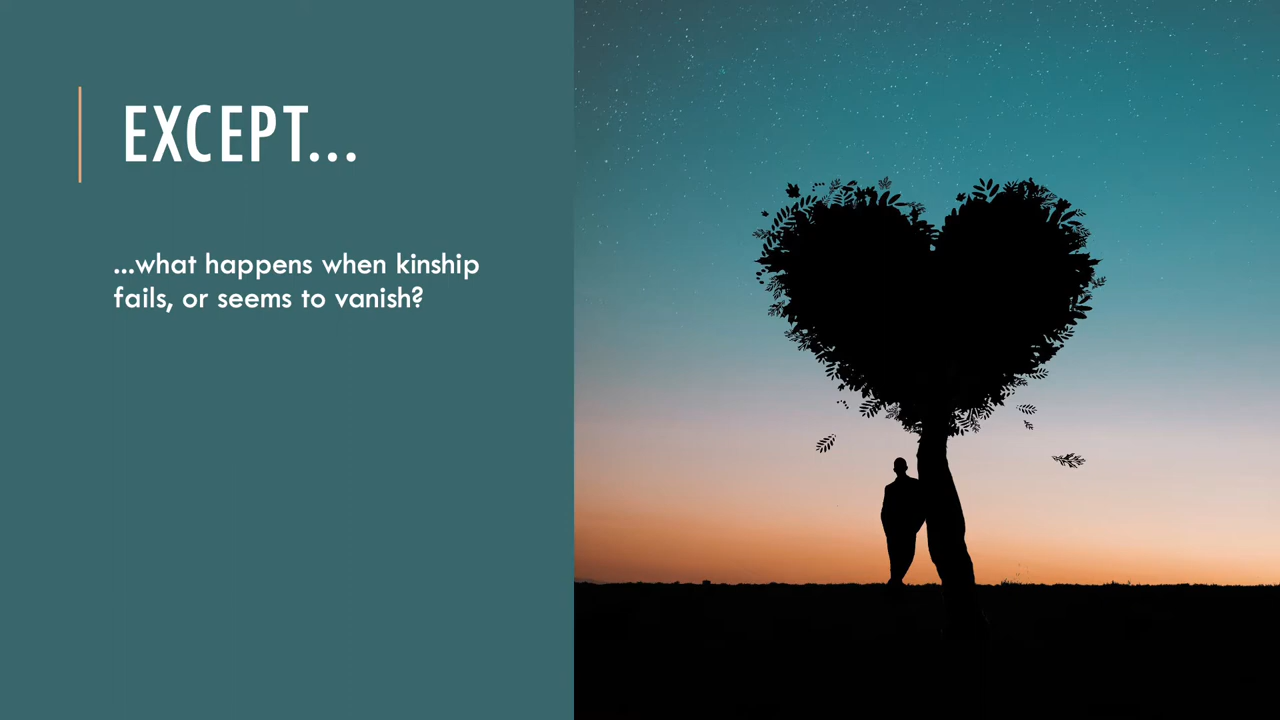 EXCEPT...
...what happens when kinship
fails, or seems to vanish?